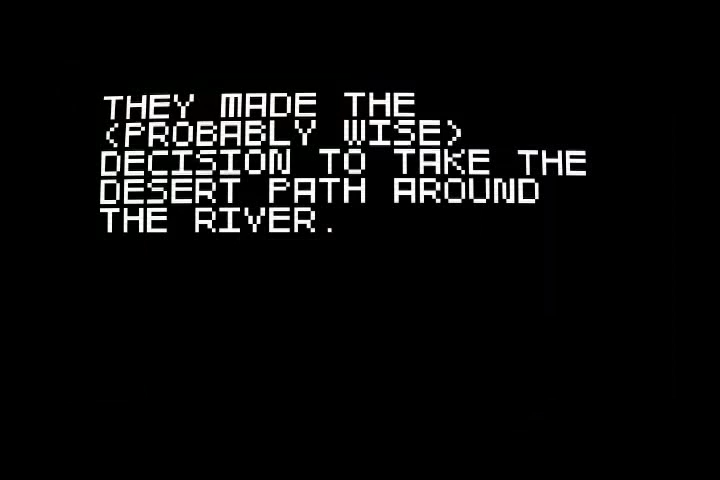 THEY MADE THE
(PROBABLY WISE)
DECISION TO TAKE THE
DESERT PATH AROUND
THE RIVER.